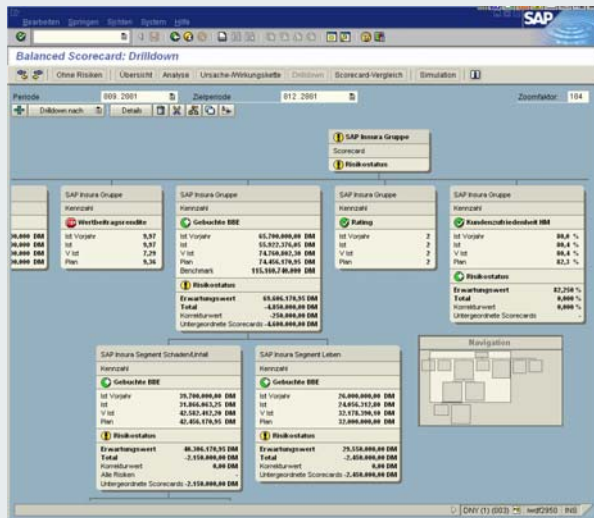 Bearbeiten Springen Sichten System Hilfe
SAP
Balanced Scorecard: Drilldown
Ohne Risiken Übersicht Analyse Ursache-Wirkungskette Drilldown Scorecard-Vergleich Simulation
Periode 009.2001 Zielperiode 012.2001 Zoomfaktor 104
Drilldown nach Details
SAP Insura Gruppe
Scorecard
Risikostatus
SAP Insura Gruppe
Kennzahl
Wertbeitragsrendite
Ist Vorjahr 9,97
Ist 9,97
V Ist 7,29
Plan 9,36
SAP Insura Gruppe
Kennzahl
Gebuchte BBE
Ist Vorjahr 65.700.000,00 DM
Ist 55.922.376,05 DM
V Ist 74.760.802,30 DM
Plan 74.456.170,95 DM
Benchmark 115.160.740.000 DM
Risikostatus
Erwartungswert 69.606.170,95 DM
Total -4.850.000,00 DM
Korrekturwert -250.000,00 DM
Untergeordnete Scorecards -4.600.000,00 DM
SAP Insura Gruppe
Kennzahl
Rating
Ist Vorjahr 2
Ist 2
V Ist 2
Plan 2
SAP Insura Gruppe
Kennzahl
Kundenzufriedenheit HM
Ist Vorjahr 80,0 %
Ist 80,4 %
V Ist 80,4 %
Plan 82,3 %
Risikostatus
Erwartungswert 82,250 %
Total 0,000 %
Korrekturwert 0,000 %
Untergeordnete Scorecards -
SAP Insura Segment Schaden/Unfall
Kennzahl
Gebuchte BBE
Ist Vorjahr 39.700.000,00 DM
Ist 31.866.063,25 DM
V Ist 42.582.412,20 DM
Plan 42.456.170,95 DM
Risikostatus
Erwartungswert 40.306.170,95 DM
Total -2.150.000,00 DM
Korrekturwert 0,00 DM
Alle Risiken -
Untergeordnete Scorecards -2.150.000,00 DM
SAP Insura Segment Leben
Kennzahl
Gebuchte BBE
Ist Vorjahr 26.000.000,00 DM
Ist 24.056.312,80 DM
V Ist 32.178.390,10 DM
Plan 32.000.000,00 DM
Risikostatus
Erwartungswert 29.550.000,00 DM
Total -2.450.000,00 DM
Korrekturwert 0,00 DM
Untergeordnete Scorecards -2.450.000,00 DM
Navigation
DNY (1) (003) iwdf2950 INS